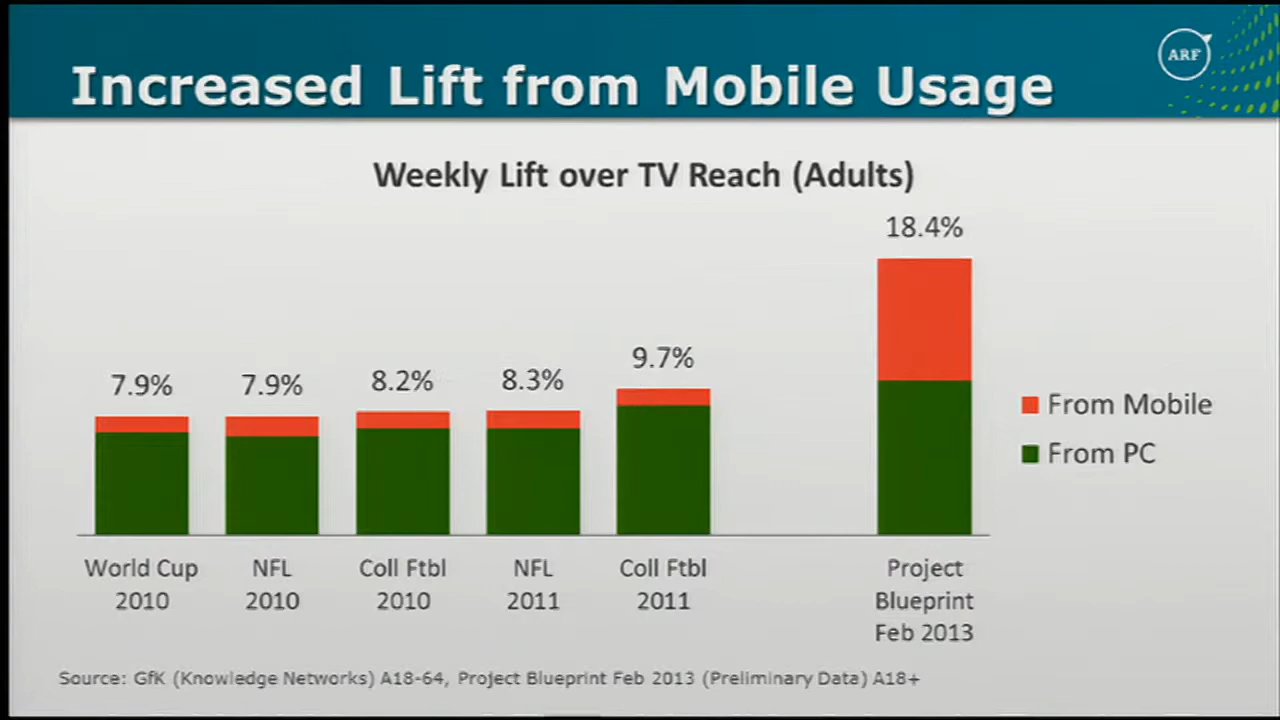 ARF
Increased Lift from Mobile Usage
Weekly Lift over TV Reach (Adults)
18.4%
9.7%
7.9%
7.9%
8.2%
8.3%
From Mobile
From PC
World Cup
2010
NFL
2010
Coll Ftbl
2010
NFL
2011
Coll Ftbl
2011
Project
Blueprint
Feb 2013
Source: GfK (Knowledge Networks) A18-64, Project Blueprint Feb 2013 (Preliminary Data) A18+